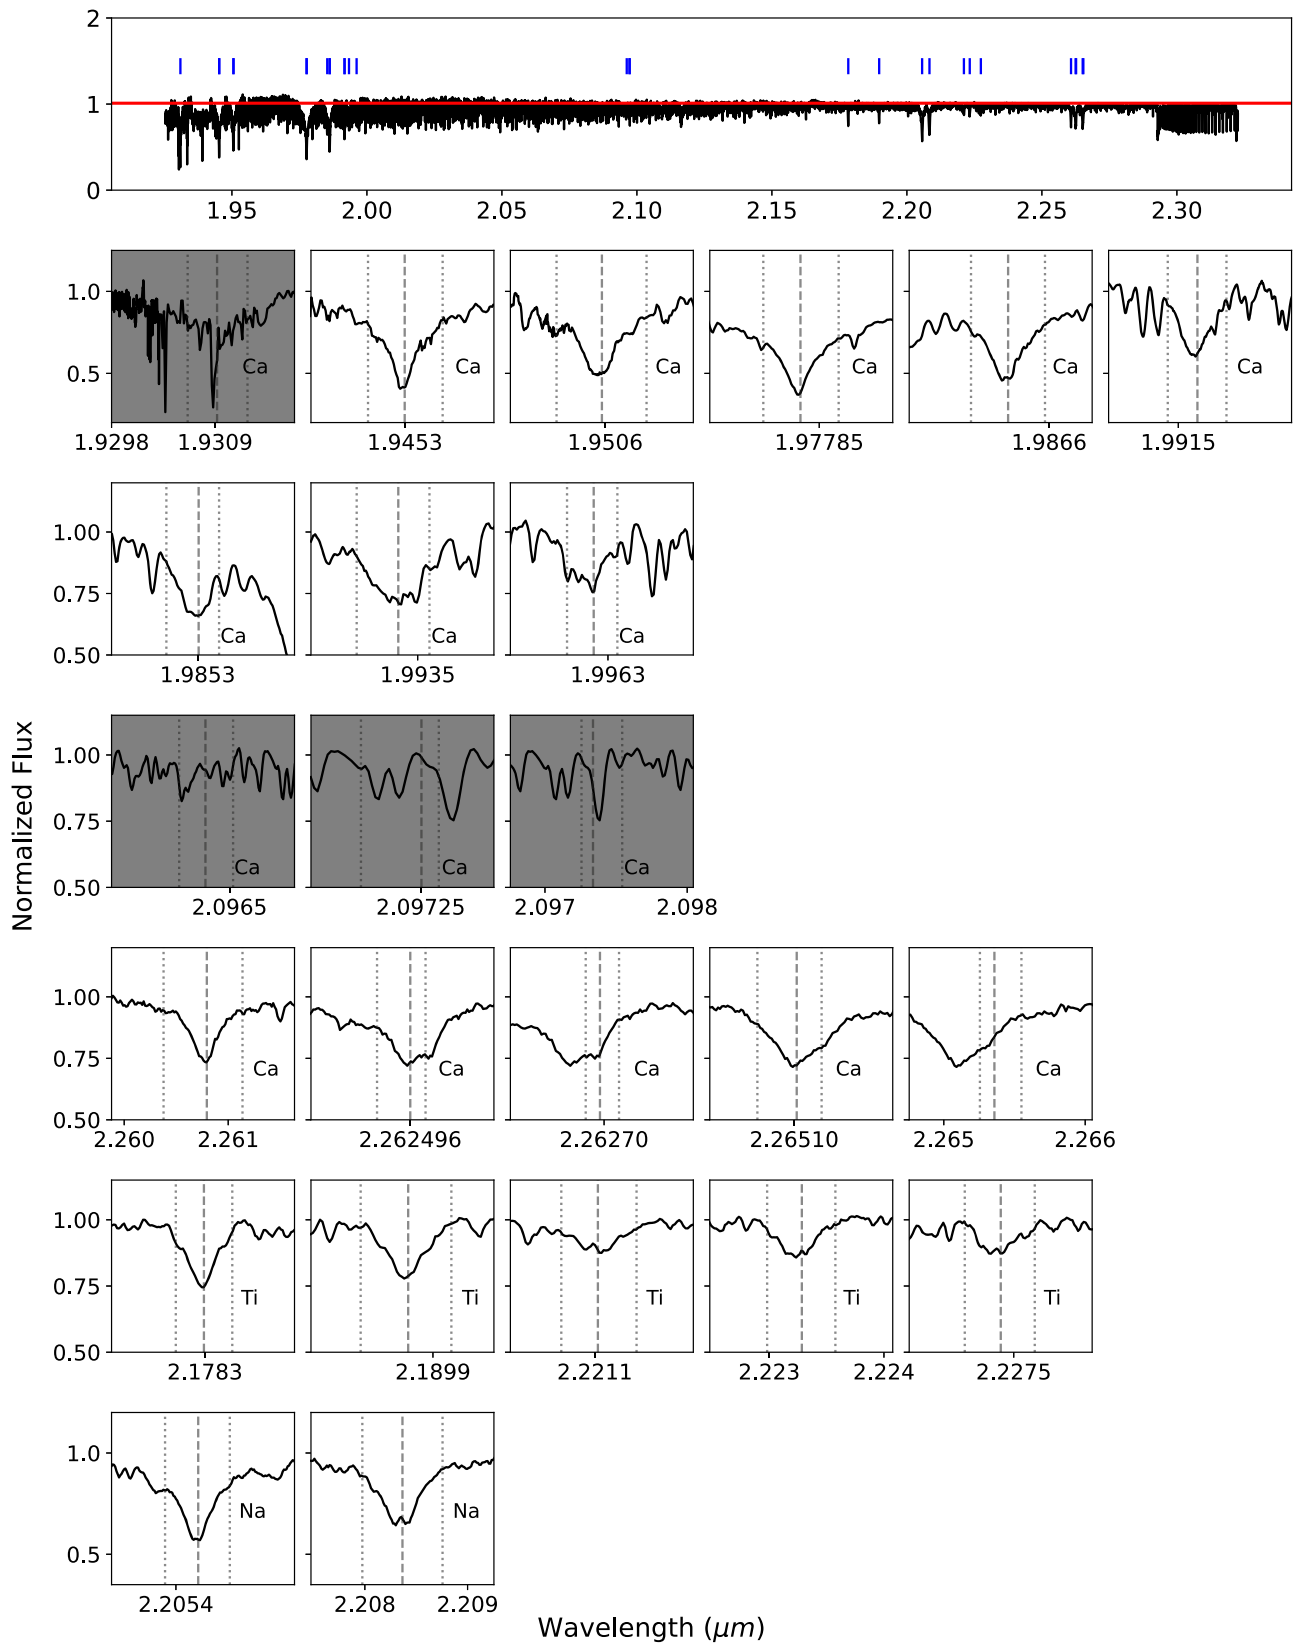 2
1
0
1.95 2.00 2.05 2.10 2.15 2.20 2.25 2.30
1.0
0.5
Ca Ca Ca Ca Ca Ca
1.9298 1.9309 1.9453 1.9506 1.97785 1.9866 1.9915
1.00
0.75
0.50
Ca Ca Ca
1.9853 1.9935 1.9963
Normalized Flux
1.00
0.75
0.50
Ca Ca Ca
2.0965 2.09725 2.097 2.098
1.00
0.75
0.50
Ca Ca Ca Ca Ca
2.260 2.261 2.262496 2.26270 2.26510 2.265 2.266
1.00
0.75
0.50
Ti Ti Ti Ti Ti
2.1783 2.1899 2.2211 2.223 2.224 2.2275
1.0
0.5
Na Na
2.2054 2.208 2.209
Wavelength (μm)